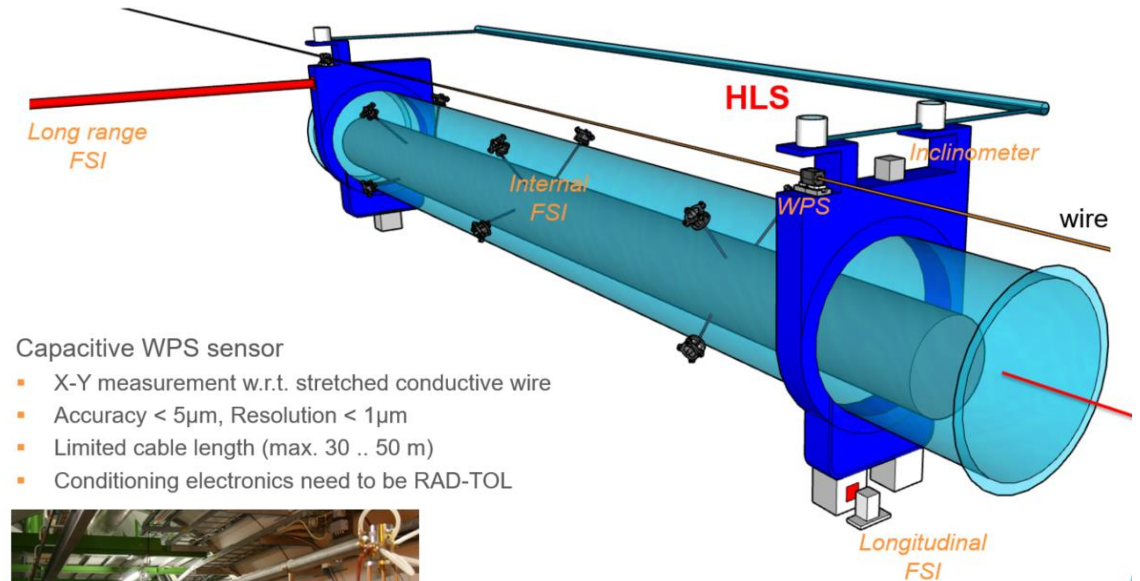 HLS
Long range
FSI
Inclinometer
Internal
FSI
WPS
wire
Capacitive WPS sensor
▪ X-Y measurement w.r.t. stretched conductive wire
▪ Accuracy < 5µm, Resolution < 1µm
▪ Limited cable length (max. 30 .. 50 m)
▪ Conditioning electronics need to be RAD-TOL
Longitudinal
FSI